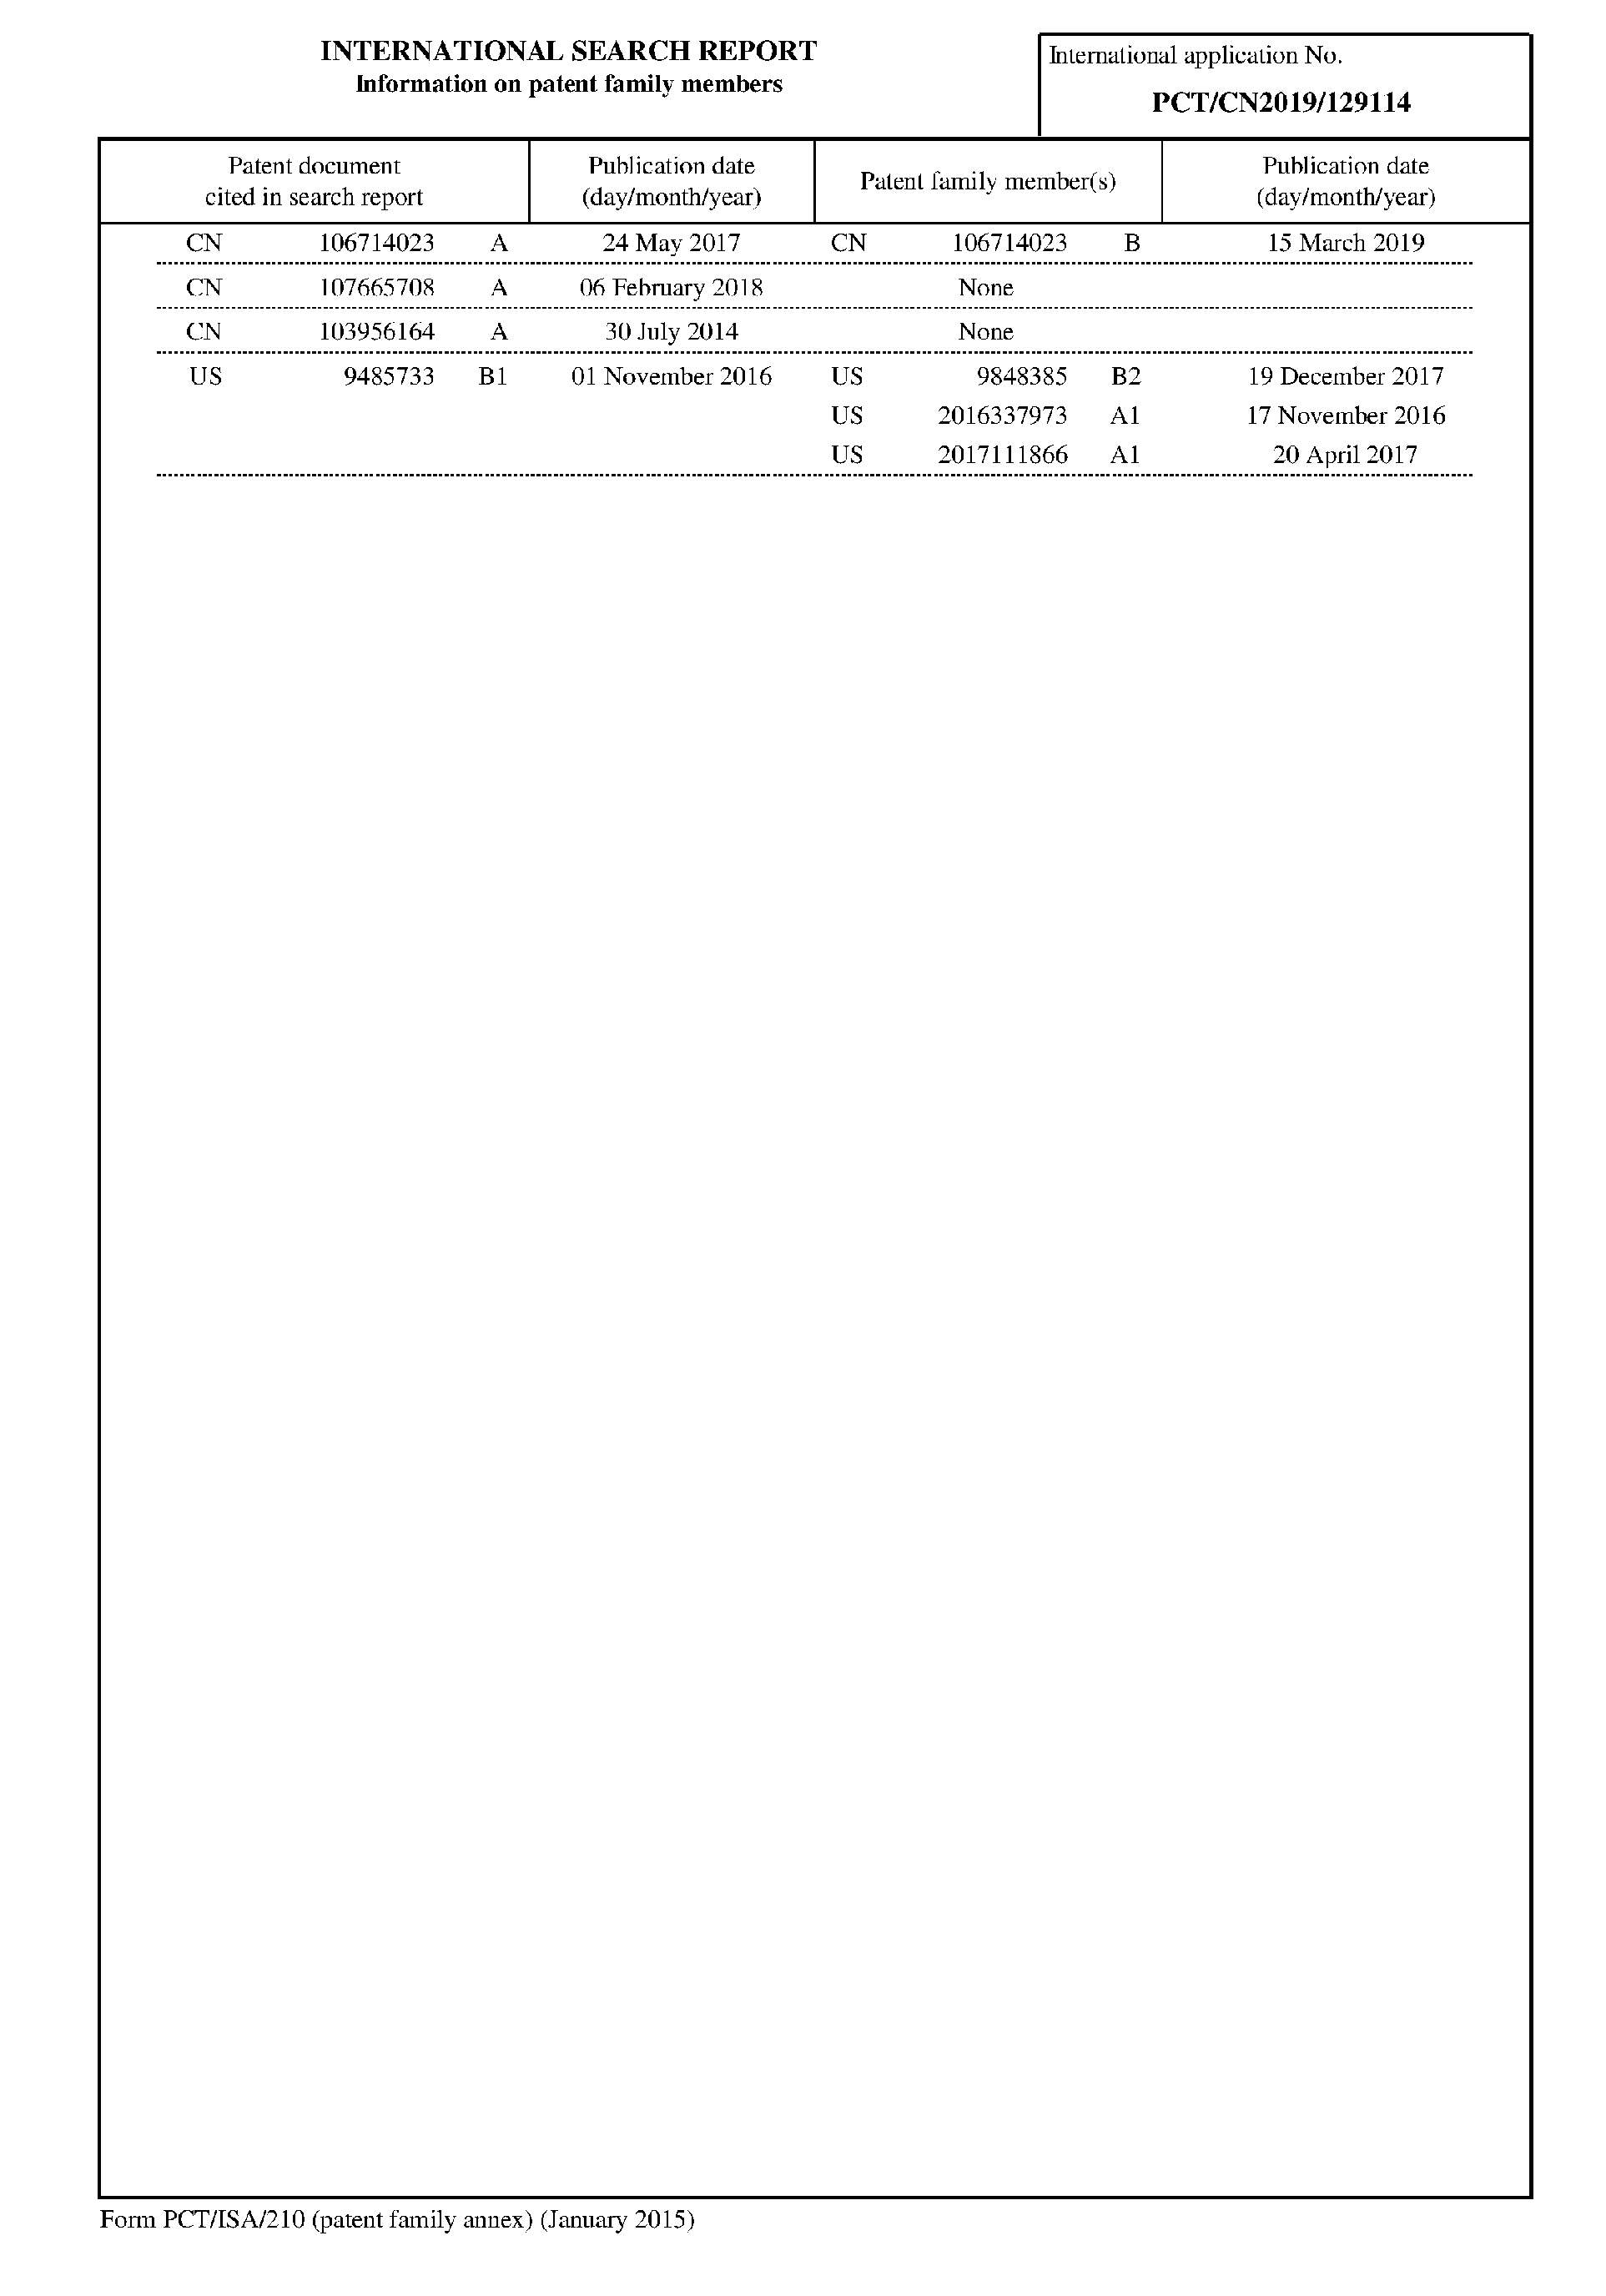 INTERNATIONAL SEARCH REPORT
Information on patent family members
International application No.
PCT/CN2019/129114
Patent document
cited in search report
Publication date
(day/month/year)
Patent family member(s)
Publication date
(day/month/year)
CN 106714023 A 24 May 2017 CN 106714023 B 15 March 2019
CN 107665708 A 06 February 2018 None
CN 103956164 A 30 July 2014 None
US 9485733 B1 01 November 2016 US 9848385 B2 19 December 2017
US 2016337973 A1 17 November 2016
US 2017111866 A1 20 April 2017
Form PCT/ISA/210 (patent family annex) (January 2015)